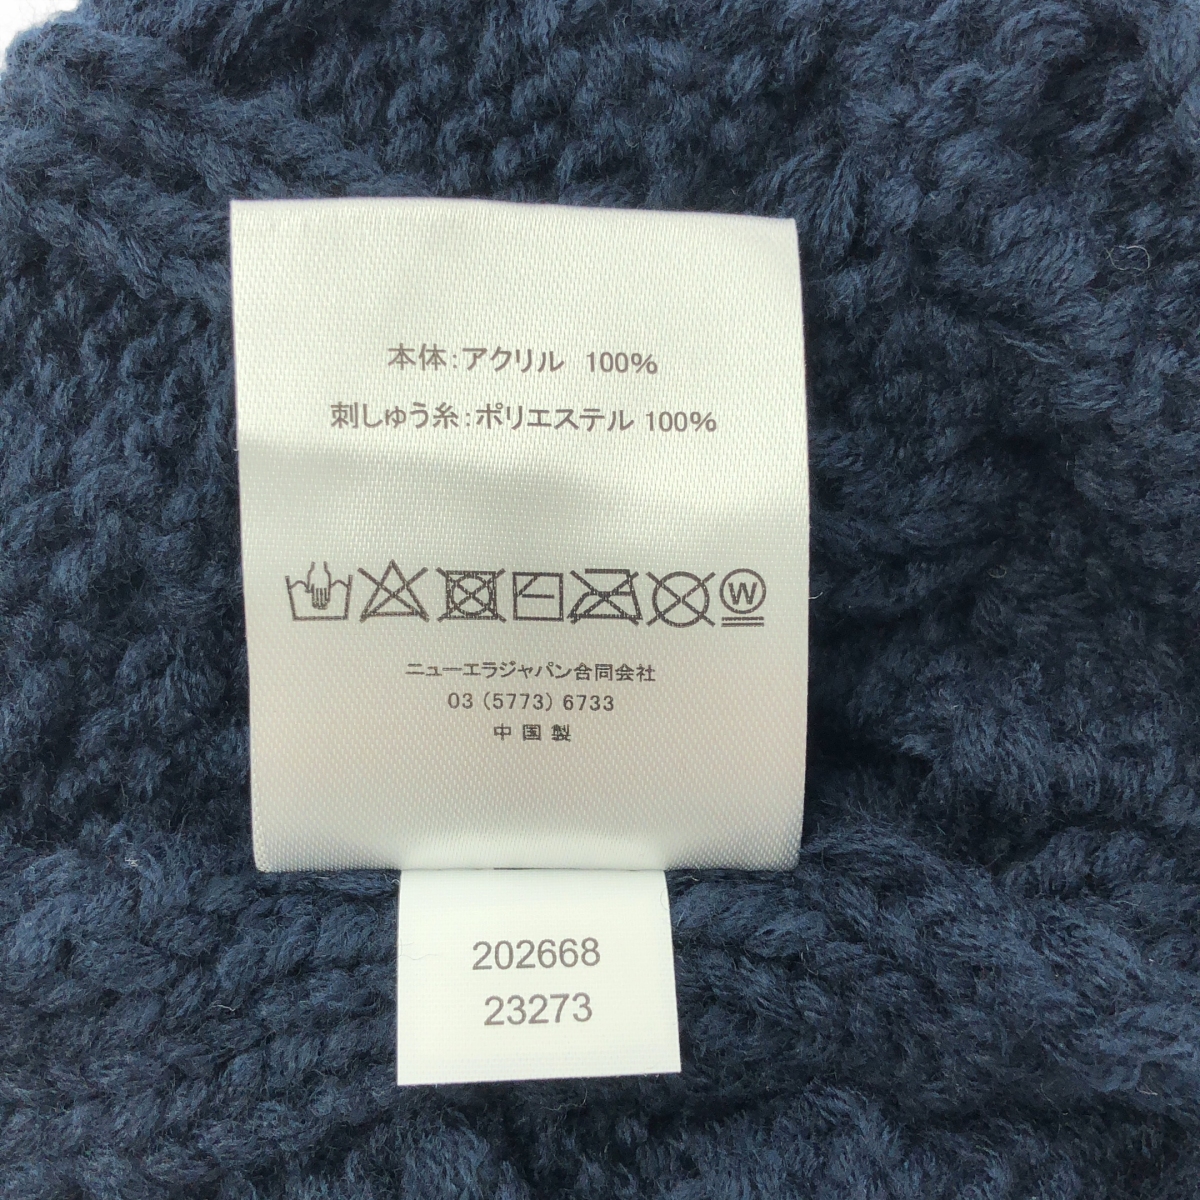 本体：アクリル 100%
刺しゅう糸：ポリエステル 100%
W
ニューエラジャパン合同会社
03（5773）6733
中国製
202668
23273